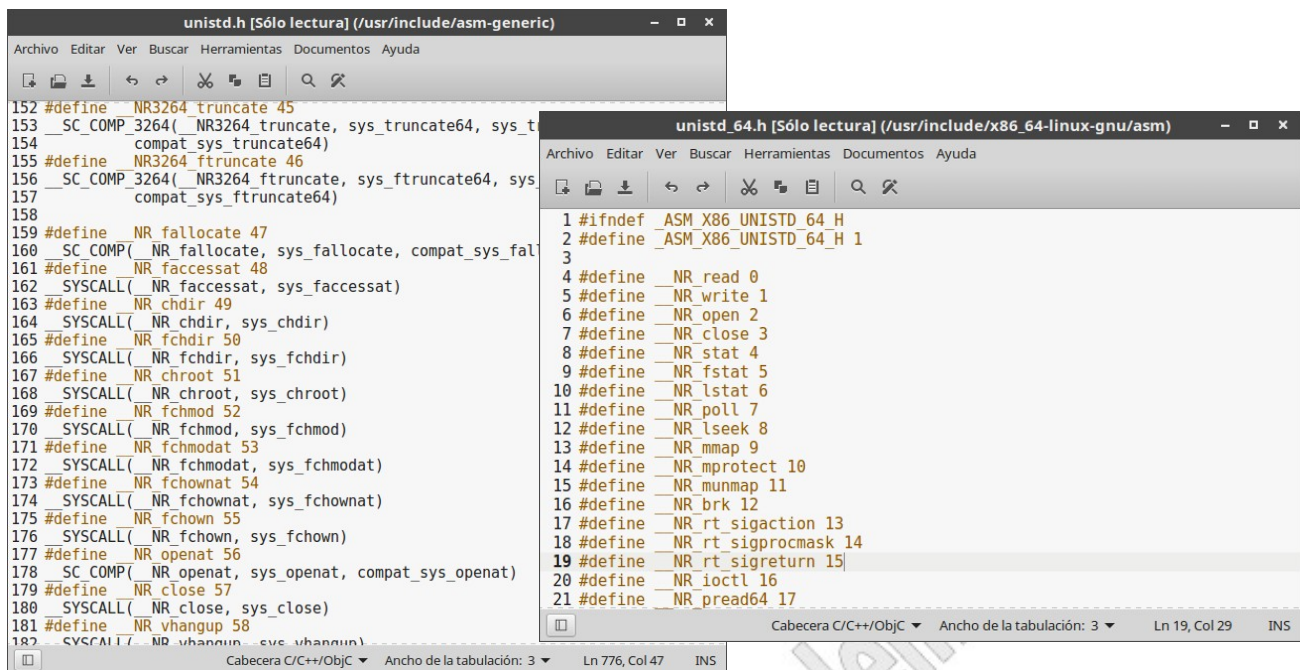 unistd.h [Sólo lectura] (/usr/include/asm-generic)
Archivo Editar Ver Buscar Herramientas Documentos Ayuda
152 #define __NR3264_truncate 45
153 __SC_COMP_3264(__NR3264_truncate, sys_truncate64, sys_t
154 compat_sys_truncate64)
155 #define __NR3264_ftruncate 46
156 __SC_COMP_3264(__NR3264_ftruncate, sys_ftruncate64, sys_
157 compat_sys_ftruncate64)
158
159 #define __NR_fallocate 47
160 __SC_COMP(__NR_fallocate, sys_fallocate, compat_sys_fall
161 #define __NR_faccessat 48
162 __SYSCALL(__NR_faccessat, sys_faccessat)
163 #define __NR_chdir 49
164 __SYSCALL(__NR_chdir, sys_chdir)
165 #define __NR_fchdir 50
166 __SYSCALL(__NR_fchdir, sys_fchdir)
167 #define __NR_chroot 51
168 __SYSCALL(__NR_chroot, sys_chroot)
169 #define __NR_fchmod 52
170 __SYSCALL(__NR_fchmod, sys_fchmod)
171 #define __NR_fchmodat 53
172 __SYSCALL(__NR_fchmodat, sys_fchmodat)
173 #define __NR_fchownat 54
174 __SYSCALL(__NR_fchownat, sys_fchownat)
175 #define __NR_fchown 55
176 __SYSCALL(__NR_fchown, sys_fchown)
177 #define __NR_openat 56
178 __SC_COMP(__NR_openat, sys_openat, compat_sys_openat)
179 #define __NR_close 57
180 __SYSCALL(__NR_close, sys_close)
181 #define __NR_vhangup 58
182 __SYSCALL(__NR_vhangup, sys_vhangup)
Cabecera C/C++/ObjC Ancho de la tabulación: 3 Ln 776, Col 47 INS
unistd_64.h [Sólo lectura] (/usr/include/x86_64-linux-gnu/asm)
Archivo Editar Ver Buscar Herramientas Documentos Ayuda
1 #ifndef _ASM_X86_UNISTD_64_H
2 #define _ASM_X86_UNISTD_64_H 1
3
4 #define __NR_read 0
5 #define __NR_write 1
6 #define __NR_open 2
7 #define __NR_close 3
8 #define __NR_stat 4
9 #define __NR_fstat 5
10 #define __NR_lstat 6
11 #define __NR_poll 7
12 #define __NR_lseek 8
13 #define __NR_mmap 9
14 #define __NR_mprotect 10
15 #define __NR_munmap 11
16 #define __NR_brk 12
17 #define __NR_rt_sigaction 13
18 #define __NR_rt_sigprocmask 14
19 #define __NR_rt_sigreturn 15
20 #define __NR_ioctl 16
21 #define __NR_pread64 17
Cabecera C/C++/ObjC Ancho de la tabulación: 3 Ln 19, Col 29 INS